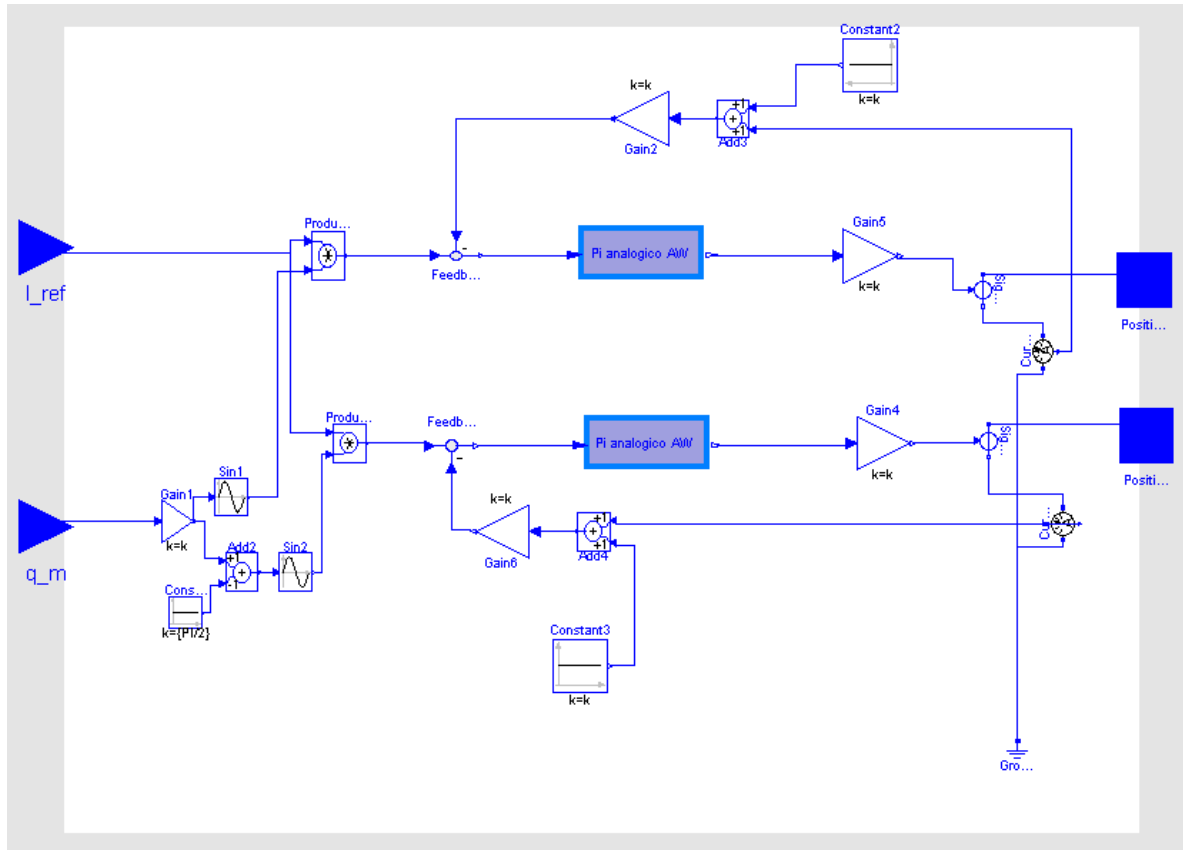 Constant2
k=k
k=k
+1
+1
Add3
Gain2
Produ...
Gain5
-
Pi analogico AW
Feedb...
I_ref
k=k
Sig...
Positi...
Cur...
Gain4
Produ...
Feedb...
Pi analogico AW
-
Sig...
k=k
Sin1
Positi...
Gain1
k=k
+1
+1
Cur...
k=k
Add2
Sin2
Gain6
Add4
+1
-1
q_m
Cons...
k={PI/2}
Constant3
k=k
Gro...